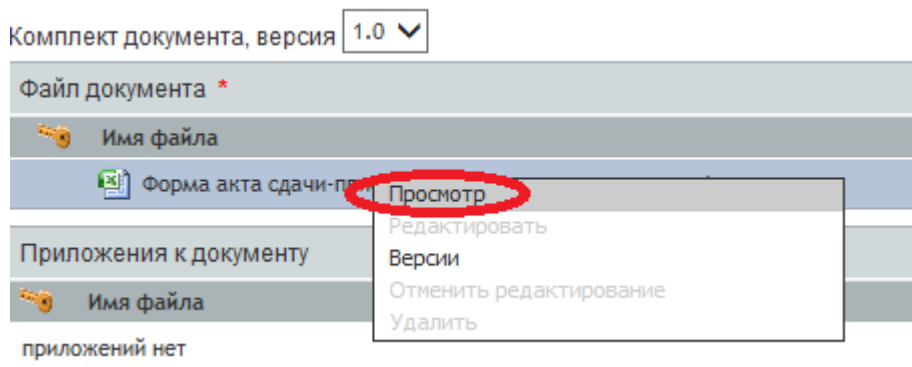 Комплект документа, версия 1.0
Файл документа *
Имя файла
Форма акта сдачи-
Просмотр
Редактировать
Версии
Отменить редактирование
Удалить
Приложения к документу
Имя файла
приложений нет